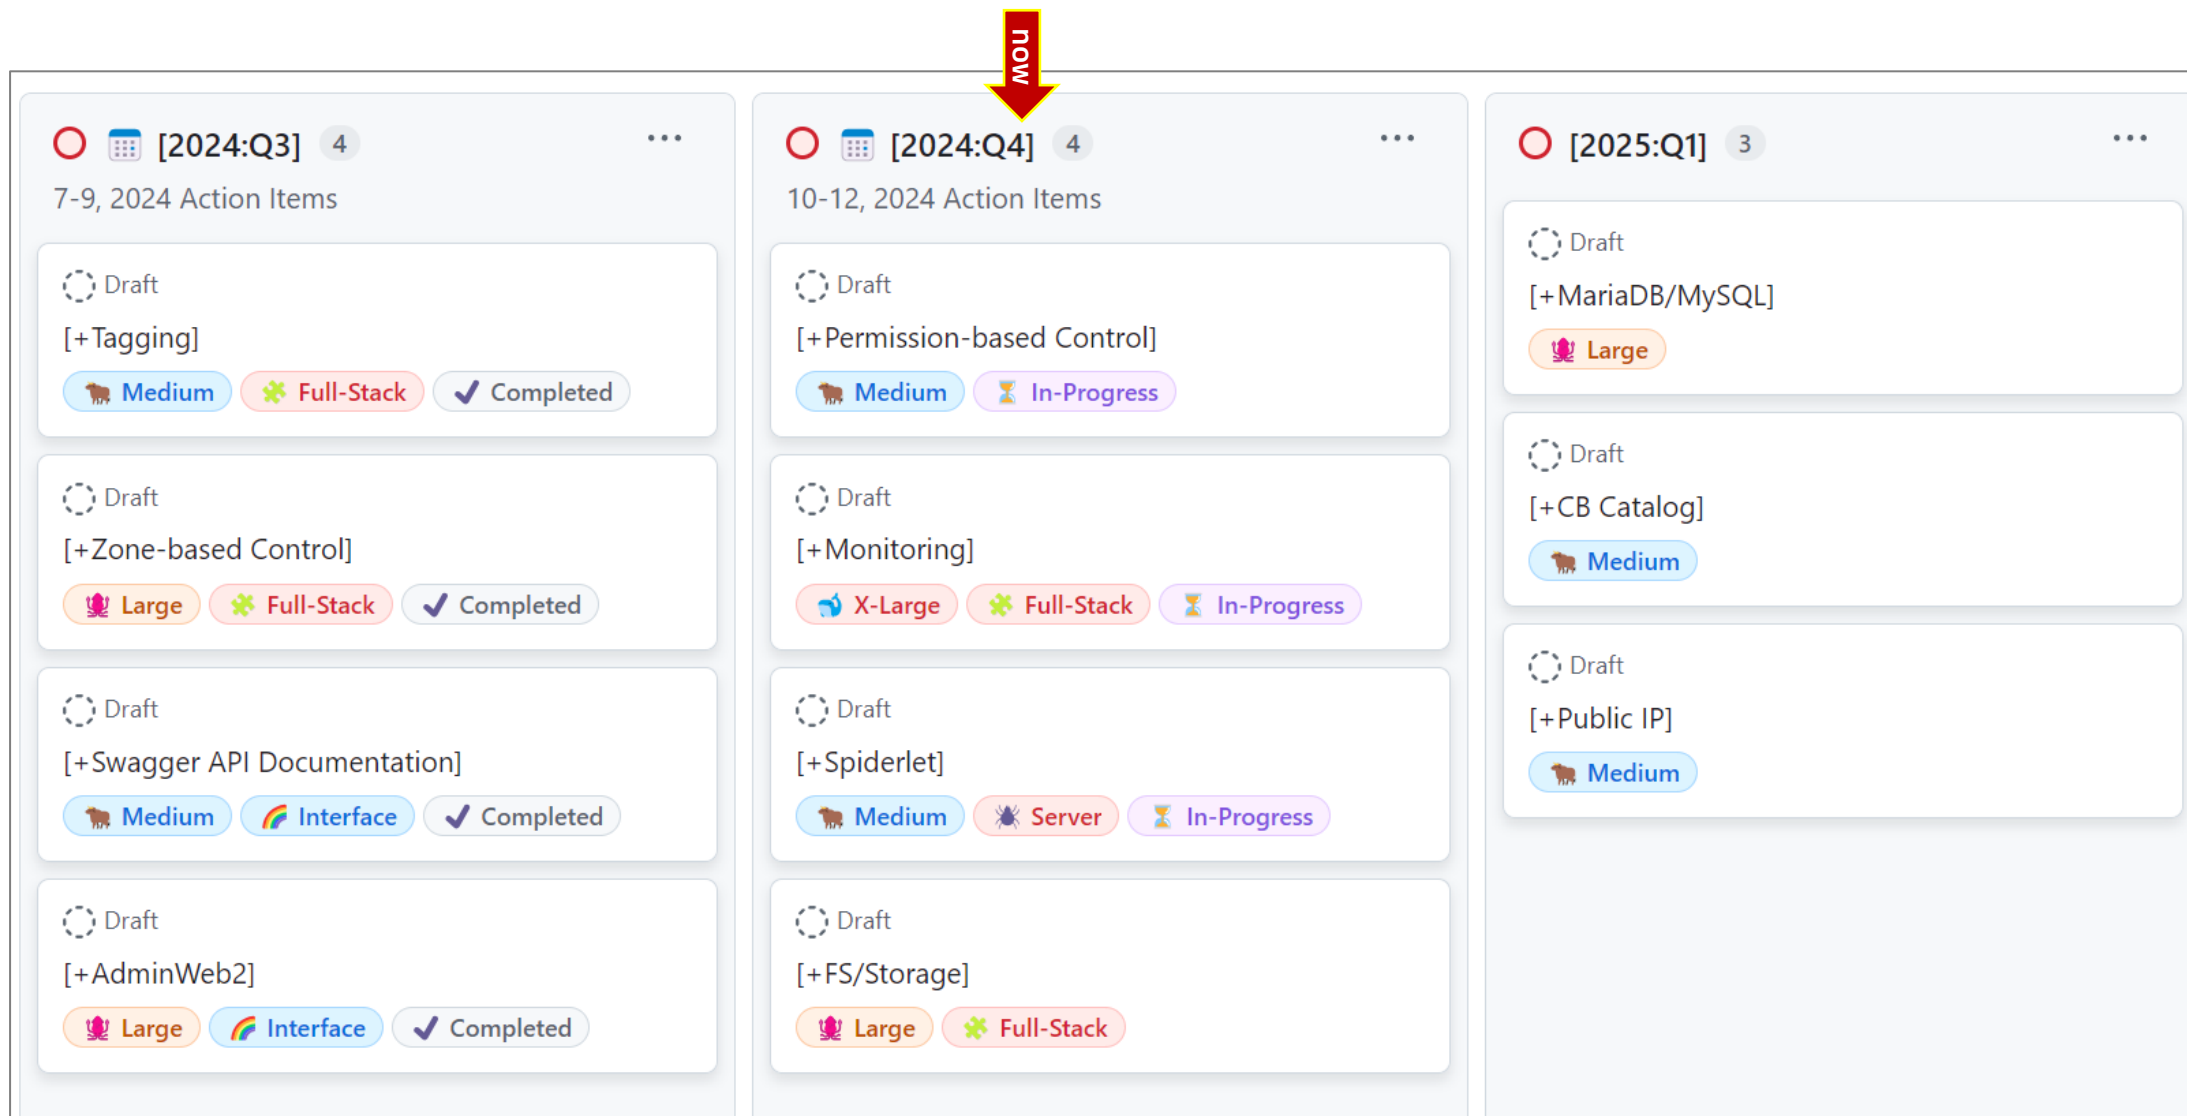 now
[2024:Q3] 4
7-9, 2024 Action Items
Draft
[+Tagging]
Medium Full-Stack Completed
Draft
[+Zone-based Control]
Large Full-Stack Completed
Draft
[+Swagger API Documentation]
Medium Interface Completed
Draft
[+AdminWeb2]
Large Interface Completed
[2024:Q4] 4
10-12, 2024 Action Items
Draft
[+Permission-based Control]
Medium In-Progress
Draft
[+Monitoring]
X-Large Full-Stack In-Progress
Draft
[+Spiderlet]
Medium Server In-Progress
Draft
[+FS/Storage]
Large Full-Stack
[2025:Q1] 3
Draft
[+MariaDB/MySQL]
Large
Draft
[+CB Catalog]
Medium
Draft
[+Public IP]
Medium